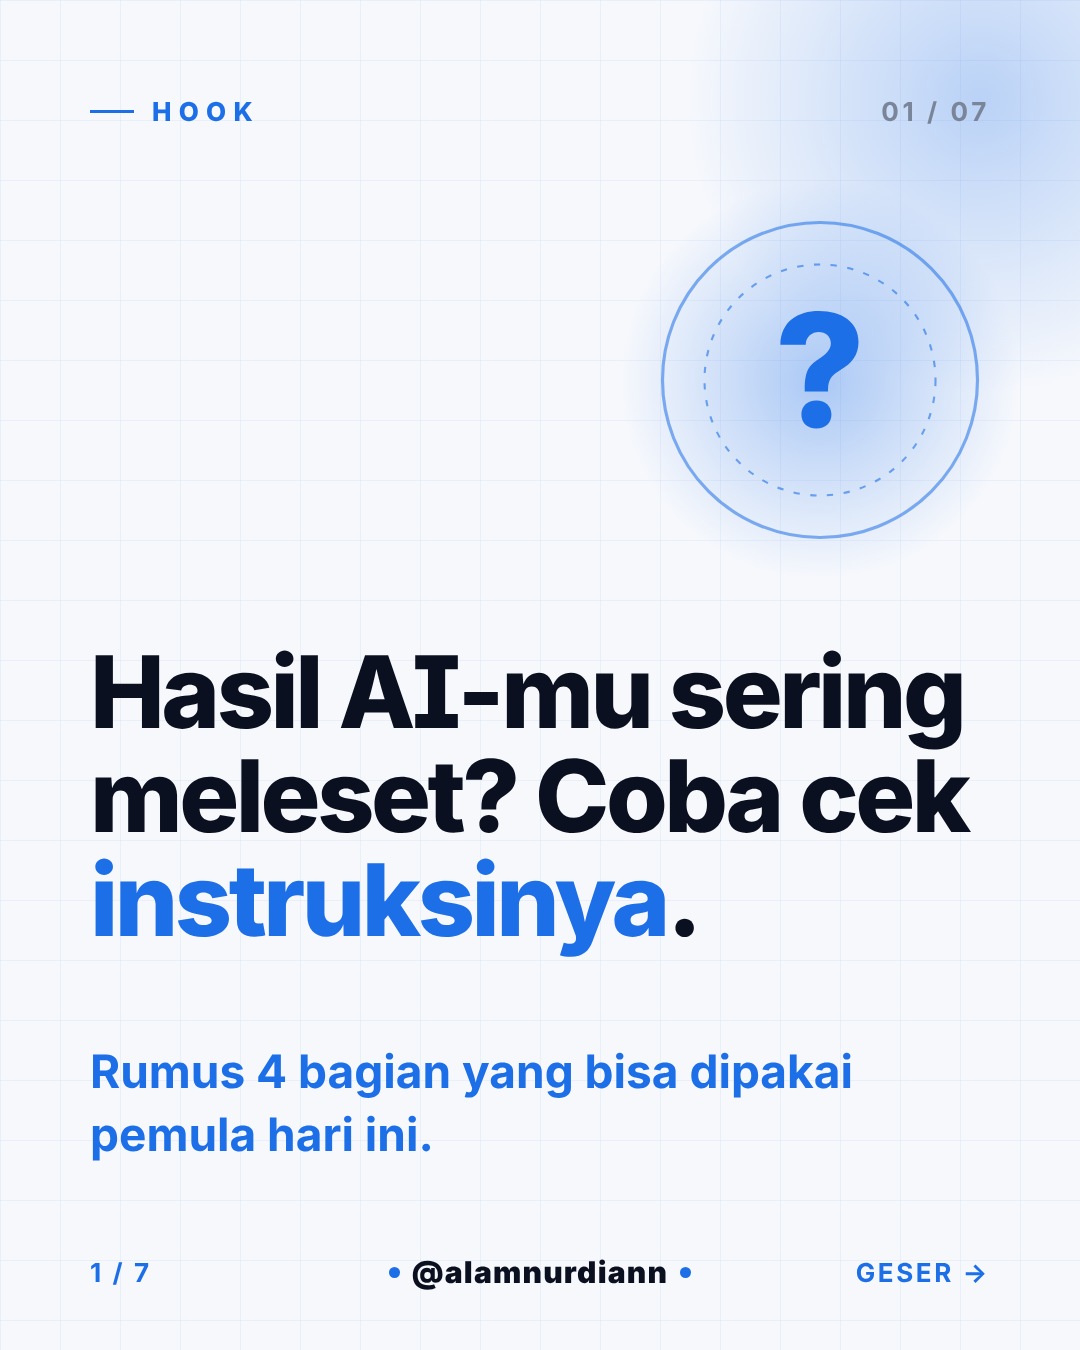 HOOK
01 / 07
?
Hasil AI-mu sering
meleset? Coba cek
instruksinya.
Rumus 4 bagian yang bisa dipakai
pemula hari ini.
1 / 7
• @alamnurdiann •
GESER →